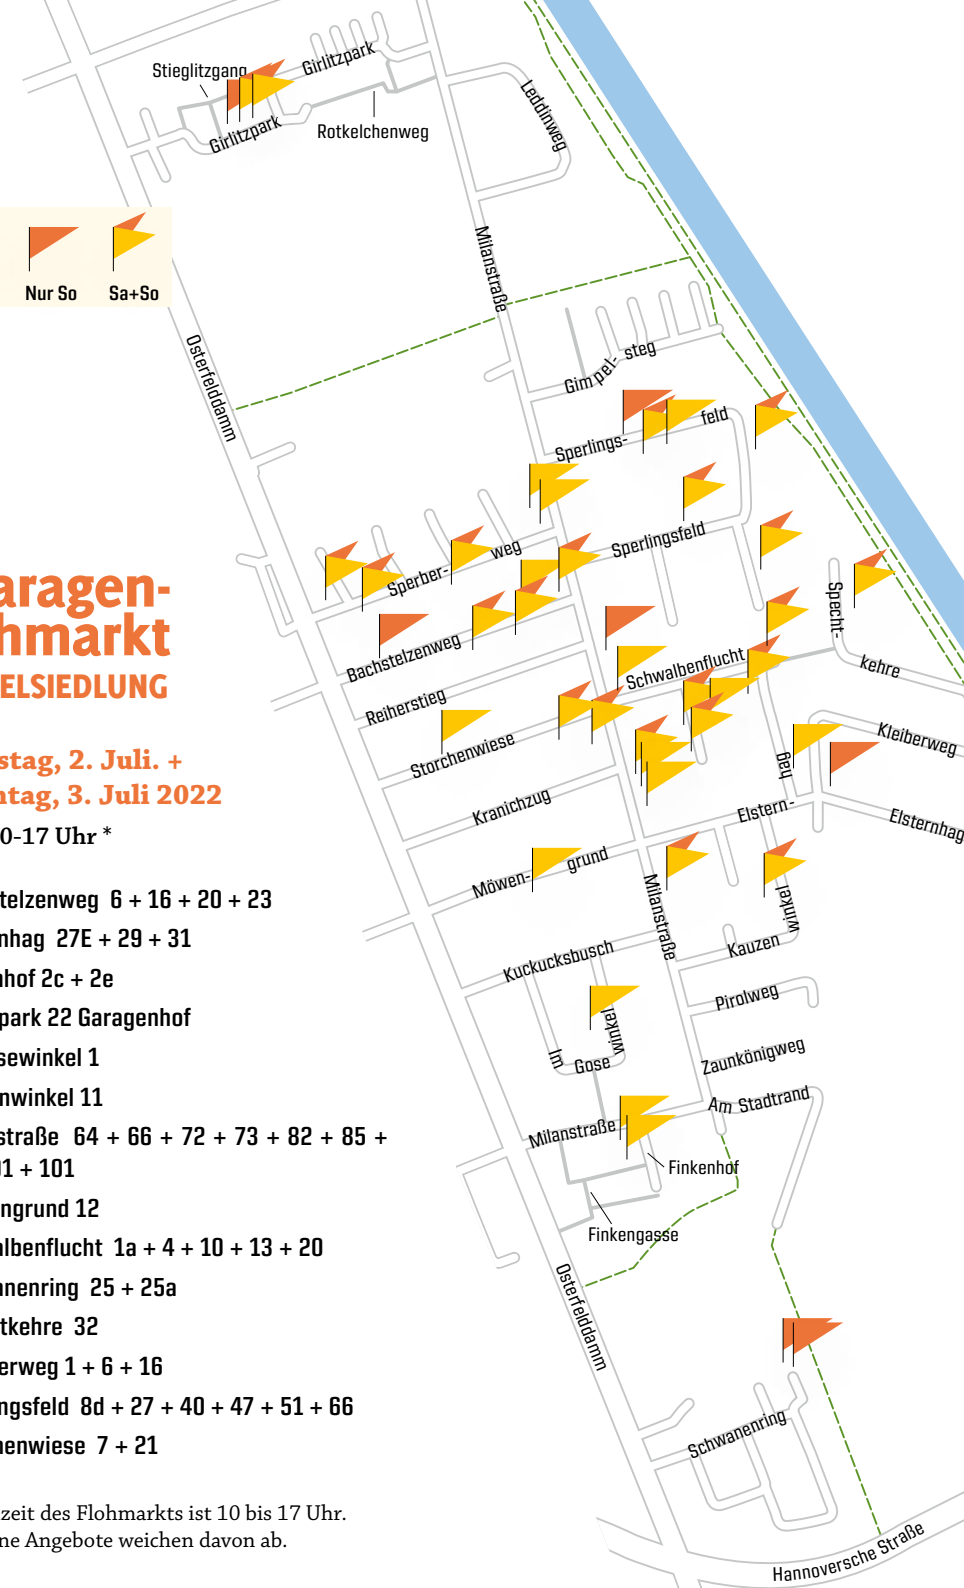 Stieglitzgang
Girlitzpark
Girlitzpark
Rotkelchenweg
Leddinweg
Milanstraße
Nur So
Sa+So
Osterfelddamm
Gimpel-
steg
Sperlings-
feld
Sperlingsfeld
Sperber-
weg
Bachstelzenweg
Reiherstieg
Schwalbenflucht
Specht-
kehre
Storchenwiese
Kleiberweg
Kranichzug
hag
Elstern-
Elsternhag
Möwen-
grund
Milanstraße
winkel
Kauzen
Kuckucksbusch
Pirolweg
winkel
Im
Gose
Zaunkönigweg
Am Stadtrand
Milanstraße
Finkenhof
Finkengasse
Osterfelddamm
Schwanenring
Hannoversche Straße
aragen-
hmarkt
ELSIEDLUNG
stag, 2. Juli. +
ntag, 3. Juli 2022
0-17 Uhr *
telzenweg 6 + 16 + 20 + 23
nhag 27E + 29 + 31
nhof 2c + 2e
park 22 Garagenhof
sewinkel 1
nwinkel 11
straße 64 + 66 + 72 + 73 + 82 + 85 +
91 + 101
ngrund 12
albenflucht 1a + 4 + 10 + 13 + 20
nenring 25 + 25a
tkehre 32
erweg 1 + 6 + 16
ngsfeld 8d + 27 + 40 + 47 + 51 + 66
henwiese 7 + 21
zeit des Flohmarkts ist 10 bis 17 Uhr.
ne Angebote weichen davon ab.